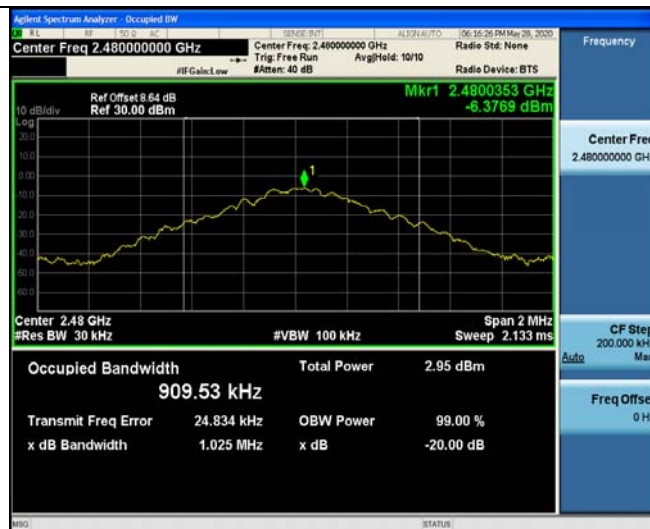 Agilent Spectrum Analyzer - Occupied BW
RL RF 50 Ω AC SENSE:INT ALIGN AUTO 06:16:26 PM May 28, 2020
Center Freq 2.480000000 GHz
Center Freq: 2.480000000 GHz
Radio Std: None
Trig: Free Run Avg|Hold: 10/10
#IFGain:Low #Atten: 40 dB Radio Device: BTS
Frequency
Ref Offset 8.64 dB
Mkr1 2.4800353 GHz
10 dB/div Ref 30.00 dBm -6.3769 dBm
Log
20.0
10.0
0.00
-10.0
-20.0
-30.0
-40.0
-50.0
-60.0
1
Center Fre
2.480000000 GH
Center 2.48 GHz Span 2 MHz
#Res BW 30 kHz #VBW 100 kHz Sweep 2.133 ms
CF Step
200.000 kH
Auto Ma
Occupied Bandwidth Total Power 2.95 dBm
909.53 kHz
Transmit Freq Error 24.834 kHz OBW Power 99.00 %
x dB Bandwidth 1.025 MHz x dB -20.00 dB
Freq Offse
0 H
MSG STATUS